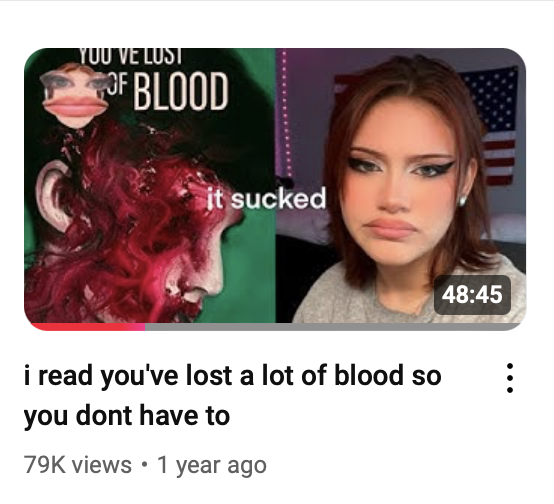 YOU'VE LOST
OF BLOOD
it sucked
48:45
i read you've lost a lot of blood so
you dont have to
79K views • 1 year ago